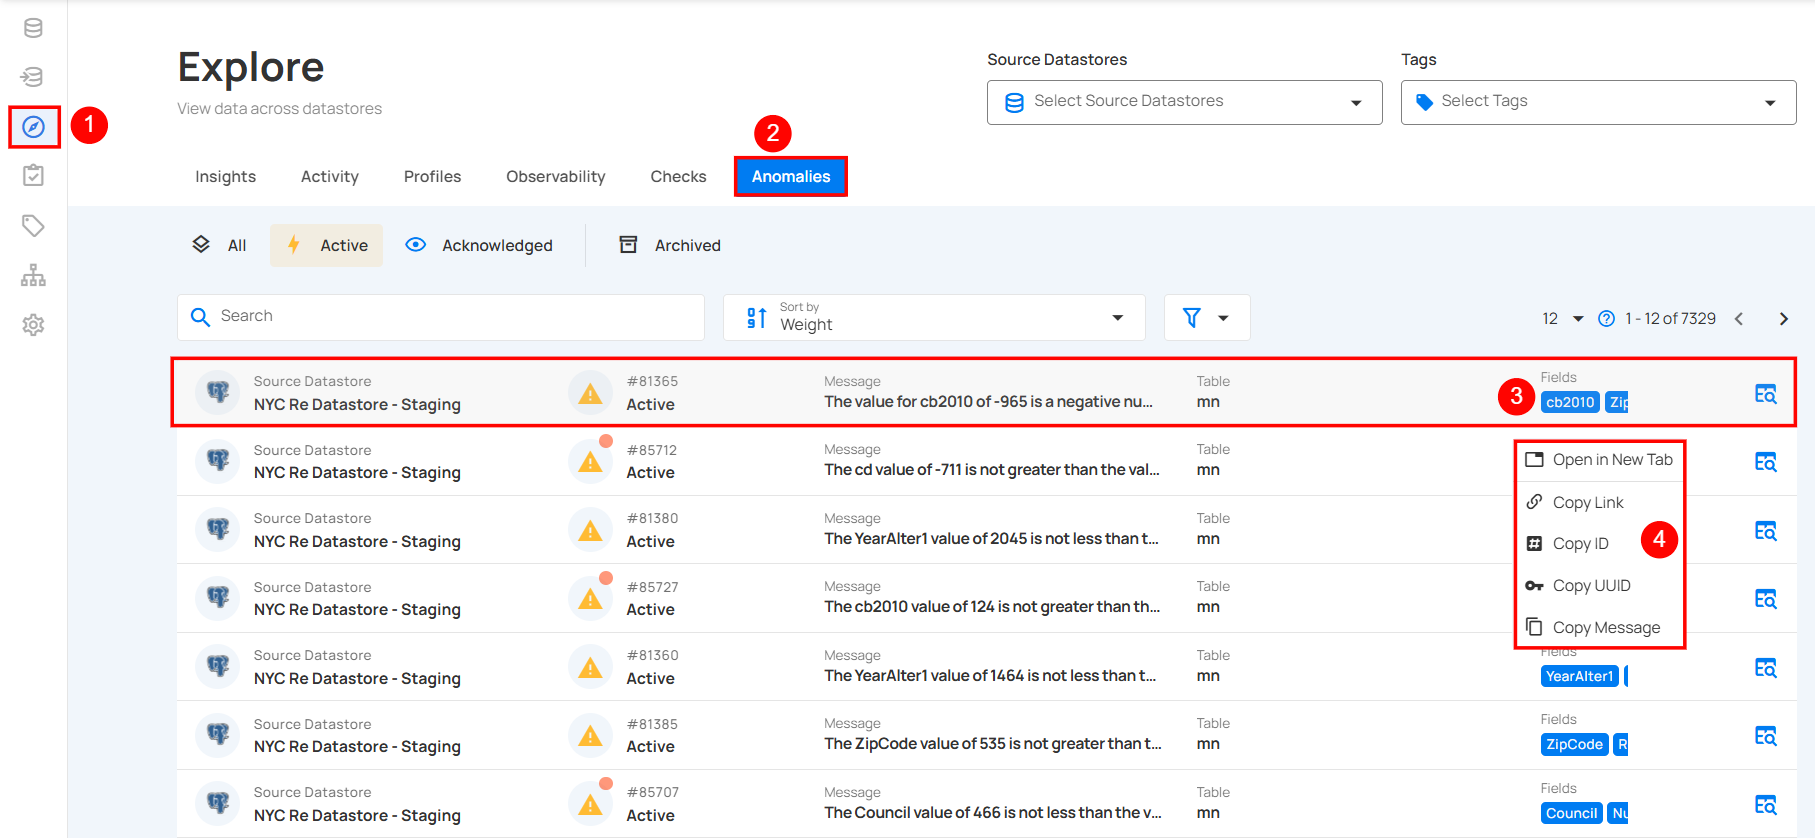 Explore
View data across datastores
Source Datastores
Select Source Datastores
Tags
Select Tags
1
2
Insights
Activity
Profiles
Observability
Checks
Anomalies
All
Active
Acknowledged
Archived
Search
Sort by
Weight
12
1 - 12 of 7329
Source Datastore
NYC Re Datastore - Staging
#81365
Active
Message
The value for cb2010 of -965 is a negative nu...
Table
mn
3
Fields
cb2010 Zip
Source Datastore
NYC Re Datastore - Staging
#85712
Active
Message
The cd value of -711 is not greater than the val...
Table
mn
Open in New Tab
Copy Link
Copy ID
Copy UUID
Copy Message
4
Source Datastore
NYC Re Datastore - Staging
#81380
Active
Message
The YearAlter1 value of 2045 is not less than t...
Table
mn
Source Datastore
NYC Re Datastore - Staging
#85727
Active
Message
The cb2010 value of 124 is not greater than th...
Table
mn
Source Datastore
NYC Re Datastore - Staging
#81360
Active
Message
The YearAlter1 value of 1464 is not less than t...
Table
mn
Fields
YearAlter1
Source Datastore
NYC Re Datastore - Staging
#81385
Active
Message
The ZipCode value of 535 is not greater than t...
Table
mn
Fields
ZipCode R
Source Datastore
NYC Re Datastore - Staging
#85707
Active
Message
The Council value of 466 is not less than the v...
Table
mn
Fields
Council Nu